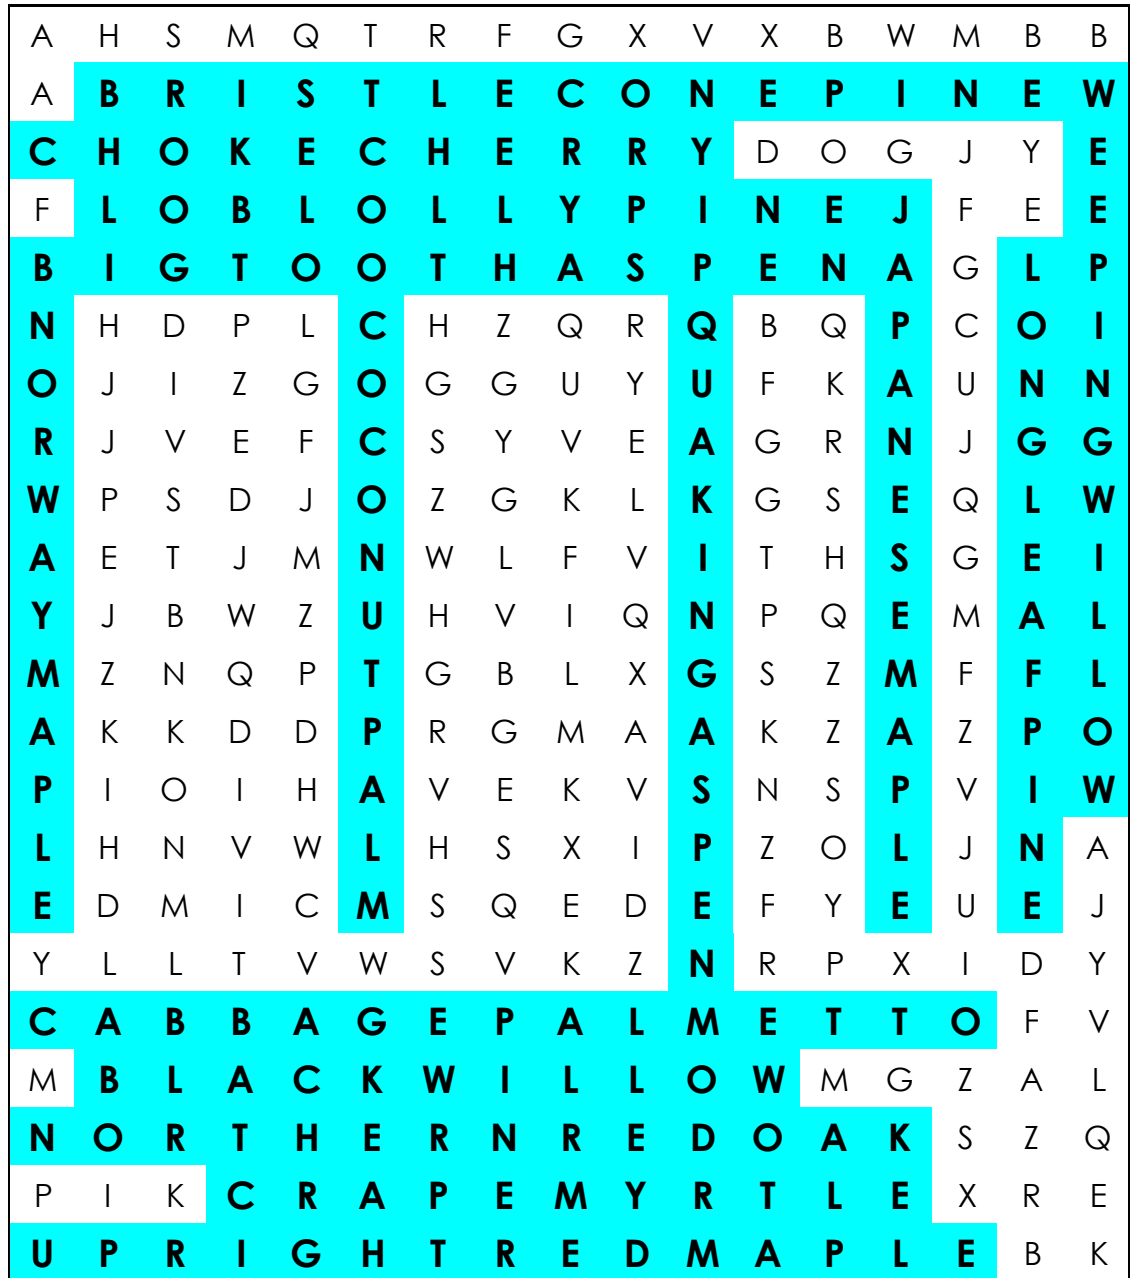 A H S M Q T R F G X V X B W M B B
A B R I S T L E C O N E P I N E W
C H O K E C H E R R Y D O G J Y E
F L O B L O L L Y P I N E J F E E
B I G T O O T H A S P E N A G L P
N H D P L C H Z Q R Q B Q P C O I
O J I Z G O G G U Y U F K A U N N
R J V E F C S Y V E A G R N J G G
W P S D J O Z G K L K G S E Q L W
A E T J M N W L F V I T H S G E I
Y J B W Z U H V I Q N P Q E M A L
M Z N Q P T G B L X G S Z M F F L
A K K D D P R G M A A K Z A Z P O
P I O I H A V E K V S N S P V I W
L H N V W L H S X I P Z O L J N A
E D M I C M S Q E D E F Y E U E J
Y L L T V W S V K Z N R P X I D Y
C A B B A G E P A L M E T T O F V
M B L A C K W I L L O W M G Z A L
N O R T H E R N R E D O A K S Z Q
P I K C R A P E M Y R T L E X R E
U P R I G H T R E D M A P L E B K